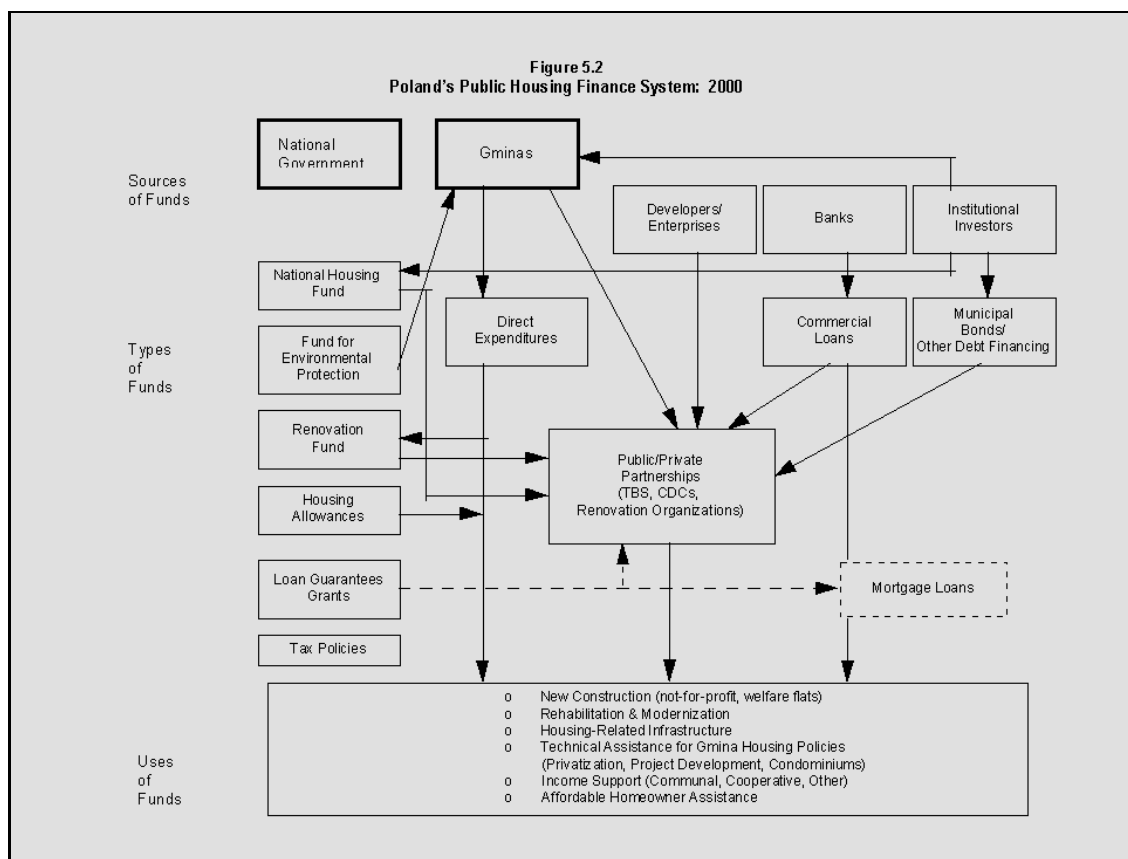 Figure 5.2
Poland's Public Housing Finance System: 2000
National
Government
Gminas
Sources
of Funds
Developers/
Enterprises
Banks
Institutional
Investors
National Housing
Fund
Direct
Expenditures
Commercial
Loans
Municipal
Bonds/
Other Debt Financing
Types
of
Funds
Fund for
Environmental
Protection
Renovation
Fund
Public/Private
Partnerships
(TBS, CDCs,
Renovation Organizations)
Housing
Allowances
Loan Guarantees
Grants
Mortgage Loans
Tax Policies
Uses
of
Funds
o New Construction (not-for-profit, welfare flats)
o Rehabilitation & Modernization
o Housing-Related Infrastructure
o Technical Assistance for Gmina Housing Policies
(Privatization, Project Development, Condominiums)
o Income Support (Communal, Cooperative, Other)
o Affordable Homeowner Assistance